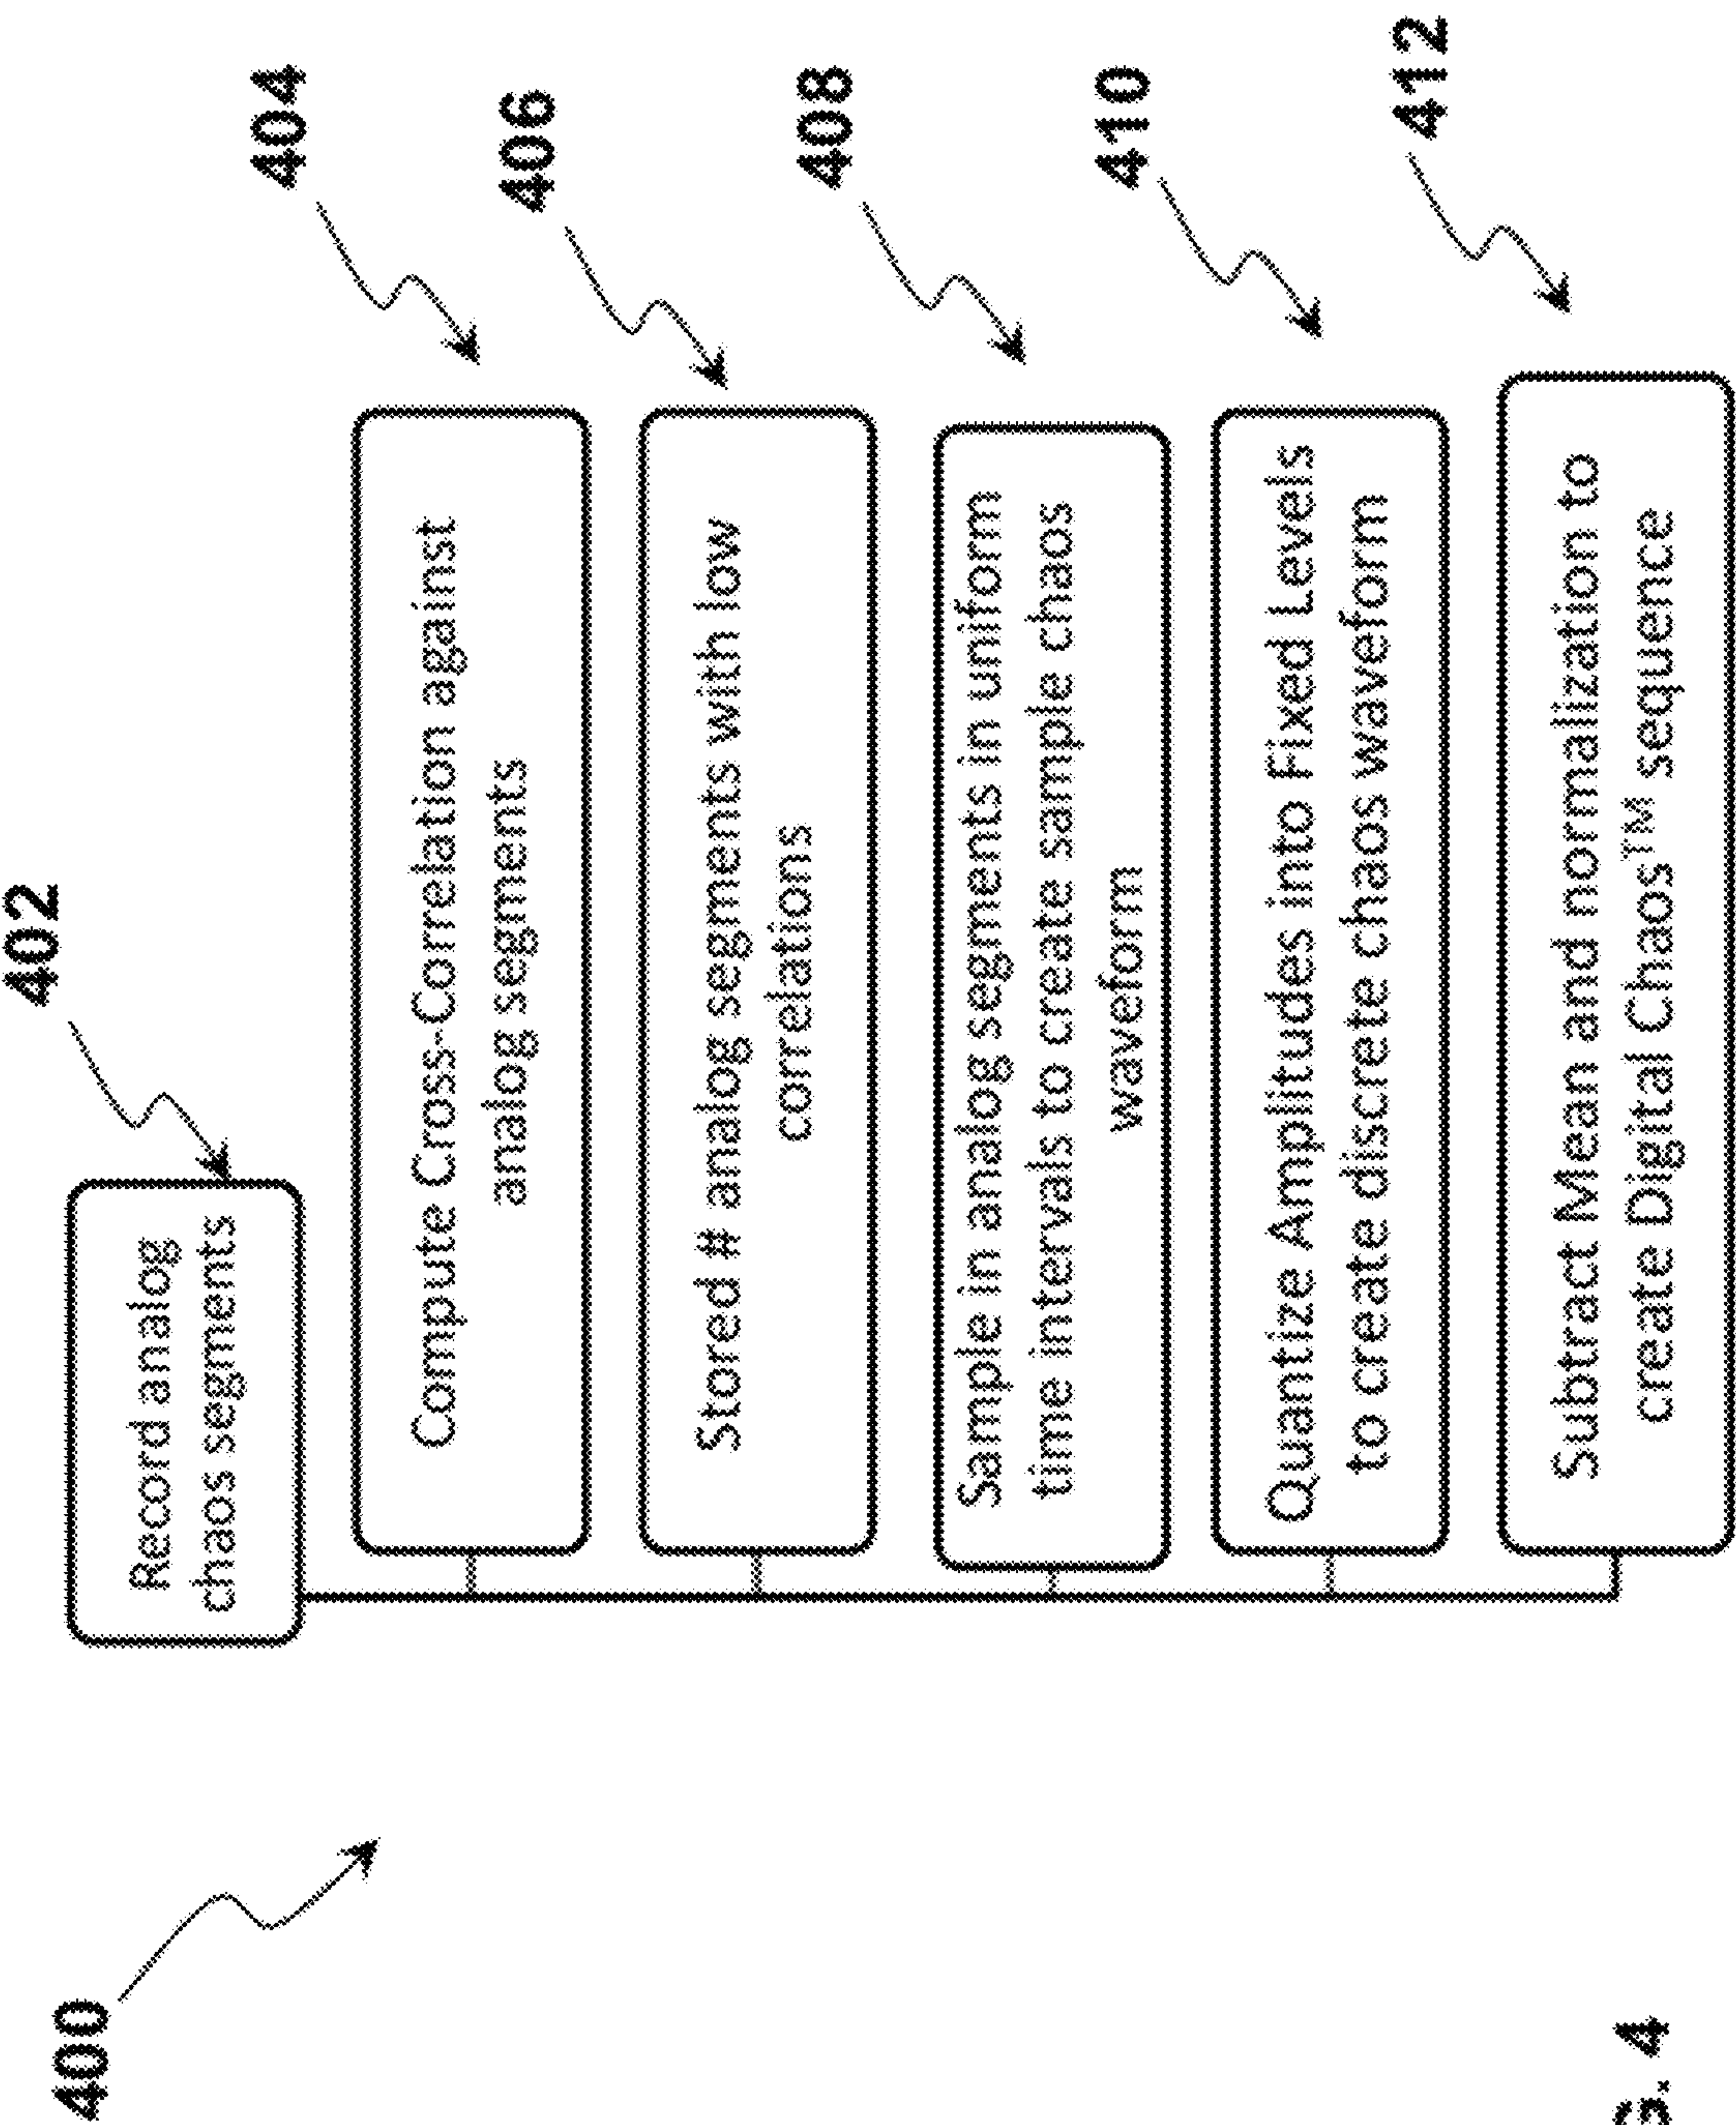 400
402
Record analog
chaos segments
404
Compute Cross-Correlation against
analog segments
406
Stored # analog segments with low
correlations
408
Sample in analog segments in uniform
time intervals to create sample chaos
waveform
410
Quantize Amplitudes into Fixed Levels
to create discrete chaos waveform
412
Subtract Mean and normalization to
create Digital Chaos™ sequence
4